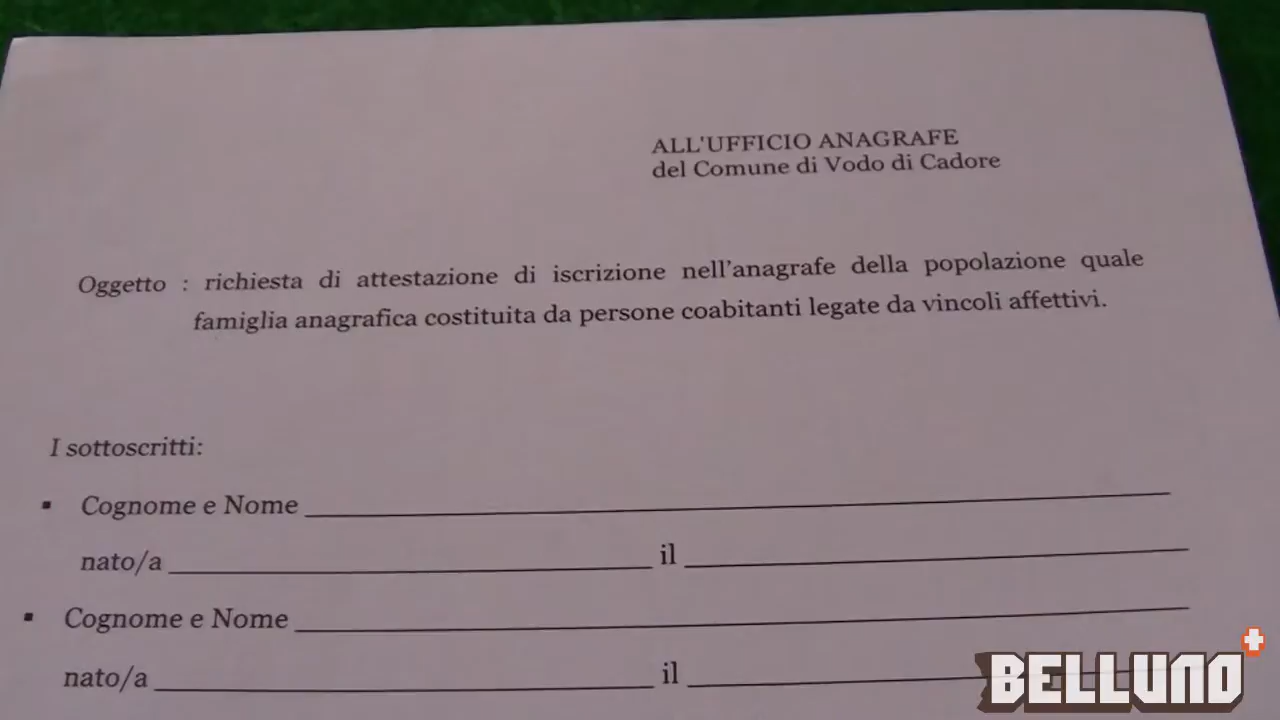 ALL'UFFICIO ANAGRAFE
del Comune di Vodo di Cadore
Oggetto : richiesta di attestazione di iscrizione nell'anagrafe della popolazione quale
famiglia anagrafica costituita da persone coabitanti legate da vincoli affettivi.
I sottoscritti:
▪ Cognome e Nome
nato/a il
▪ Cognome e Nome
nato/a il
BELLUNO+